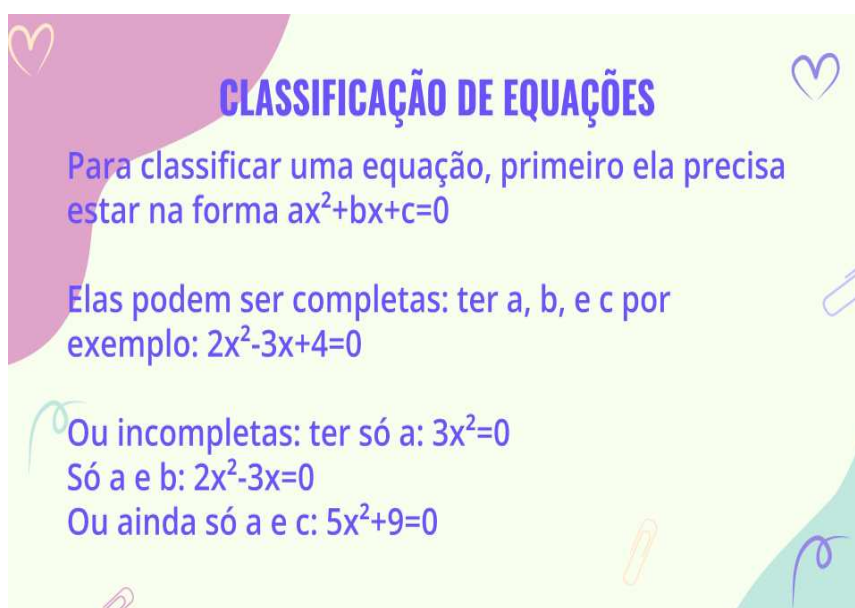 CLASSIFICAÇÃO DE EQUAÇÕES
Para classificar uma equação, primeiro ela precisa
estar na forma ax²+bx+c=0
Elas podem ser completas: ter a, b, e c por
exemplo: 2x²-3x+4=0
Ou incompletas: ter só a: 3x²=0
Só a e b: 2x²-3x=0
Ou ainda só a e c: 5x²+9=0